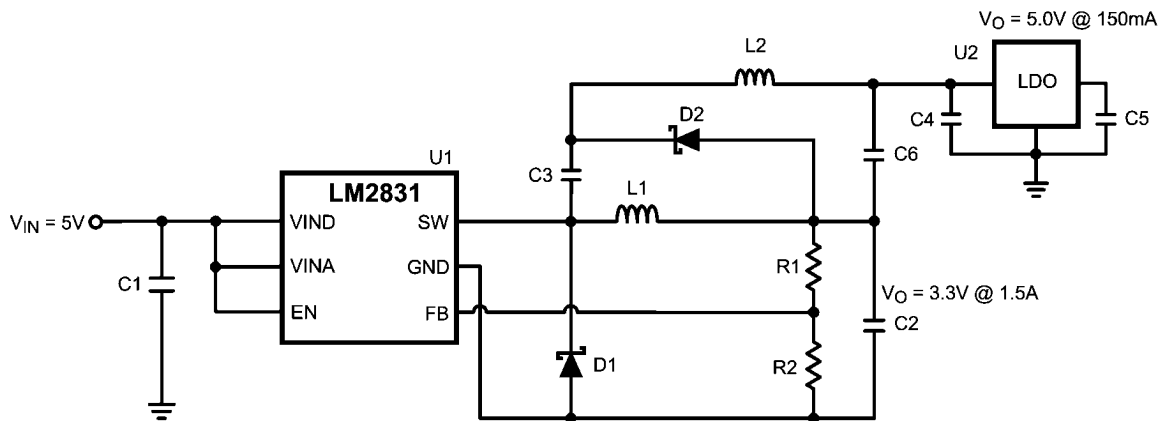 V_O = 5.0V @ 150mA
L2
U2
LDO
D2
C4
C5
U1
C3
C6
LM2831
L1
V_IN = 5V
VIND
SW
C1
VINA
GND
R1
V_O = 3.3V @ 1.5A
EN
FB
C2
D1
R2